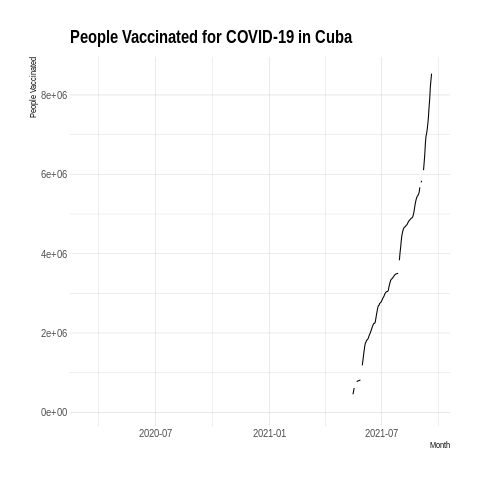 People Vaccinated for COVID-19 in Cuba
People Vaccinated
8e+06
6e+06
4e+06
2e+06
0e+00
2020-07 2021-01 2021-07
Month